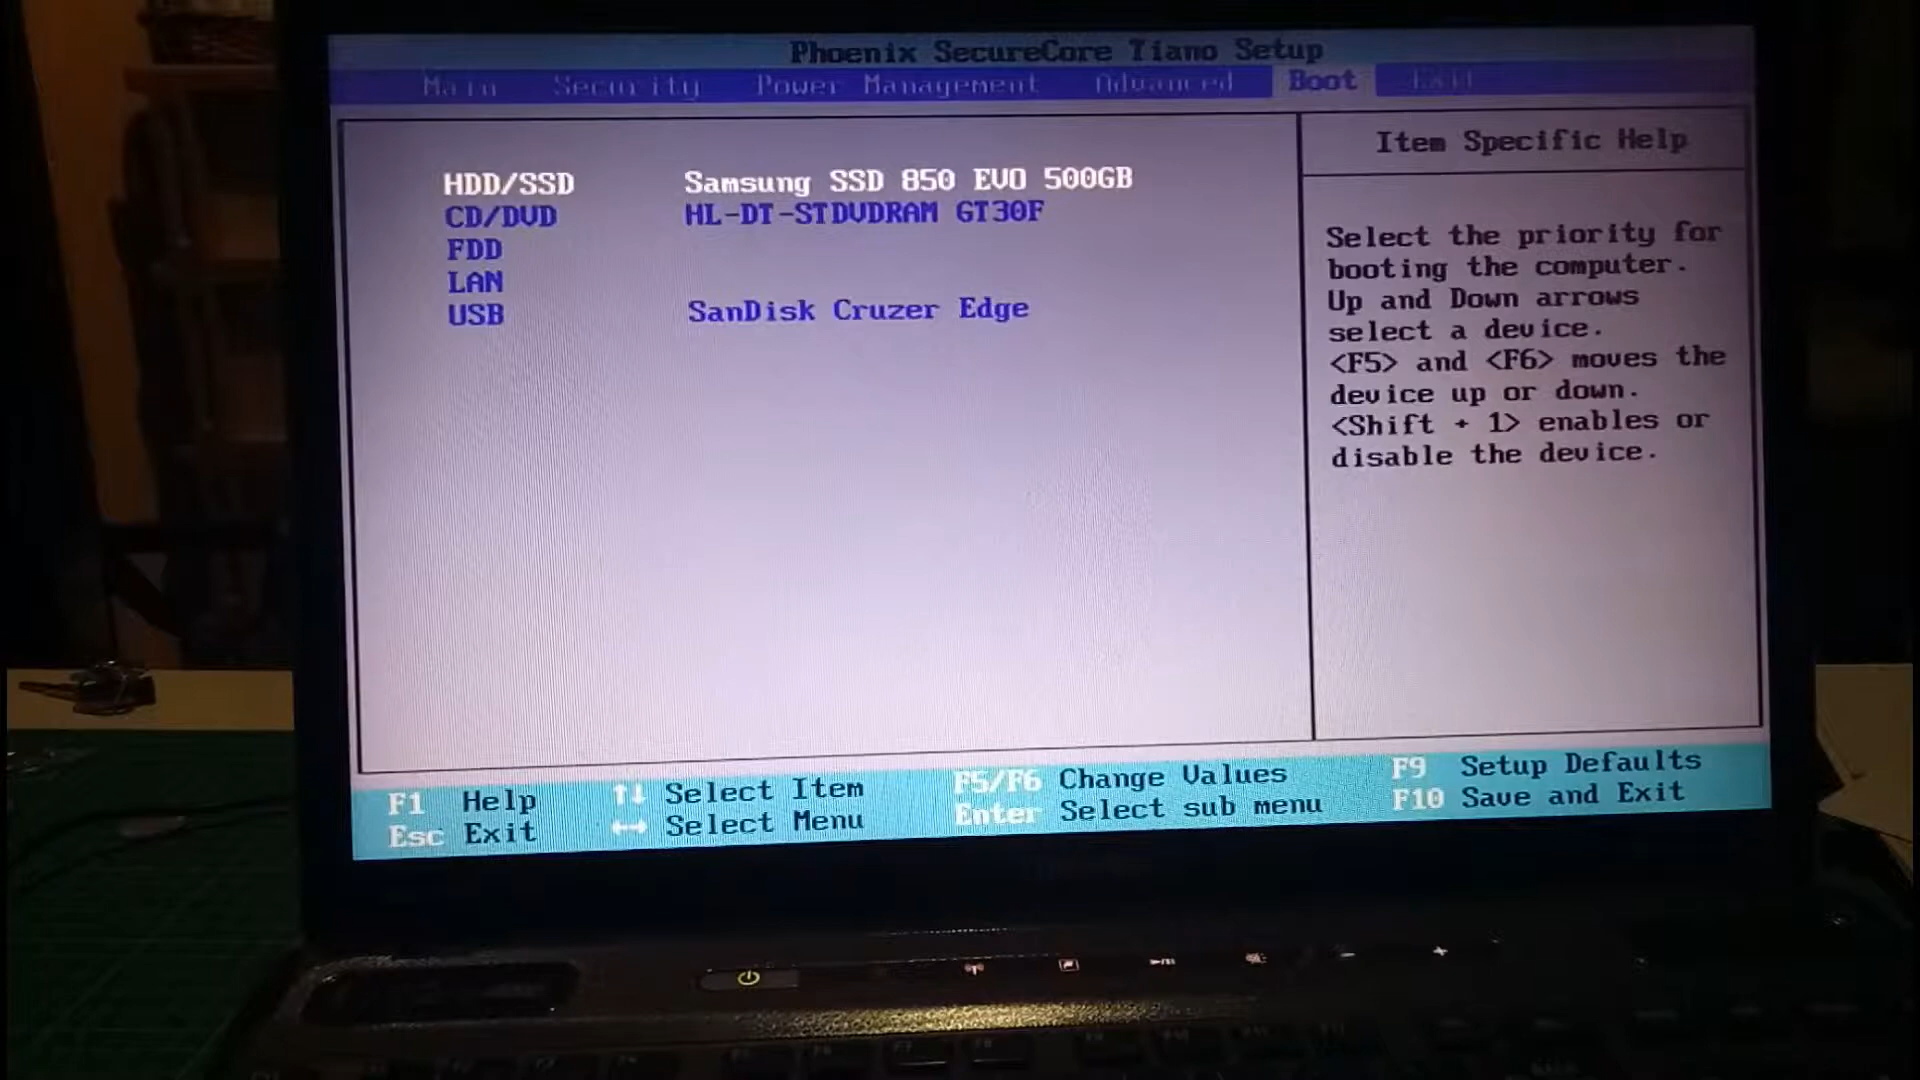 Phoenix SecureCore Tiano Setup
Main Security Power Management Advanced Boot Exit
Item Specific Help
HDD/SSD Samsung SSD 850 EVO 500GB
CD/DVD HL-DT-STDVDRAM GT30F
FDD
LAN
USB SanDisk Cruzer Edge
Select the priority for
booting the computer.
Up and Down arrows
select a device.
<F5> and <F6> moves the
device up or down.
<Shift + 1> enables or
disable the device.
F1 Help ↑↓ Select Item F5/F6 Change Values F9 Setup Defaults
Esc Exit ↔ Select Menu Enter Select sub menu F10 Save and Exit